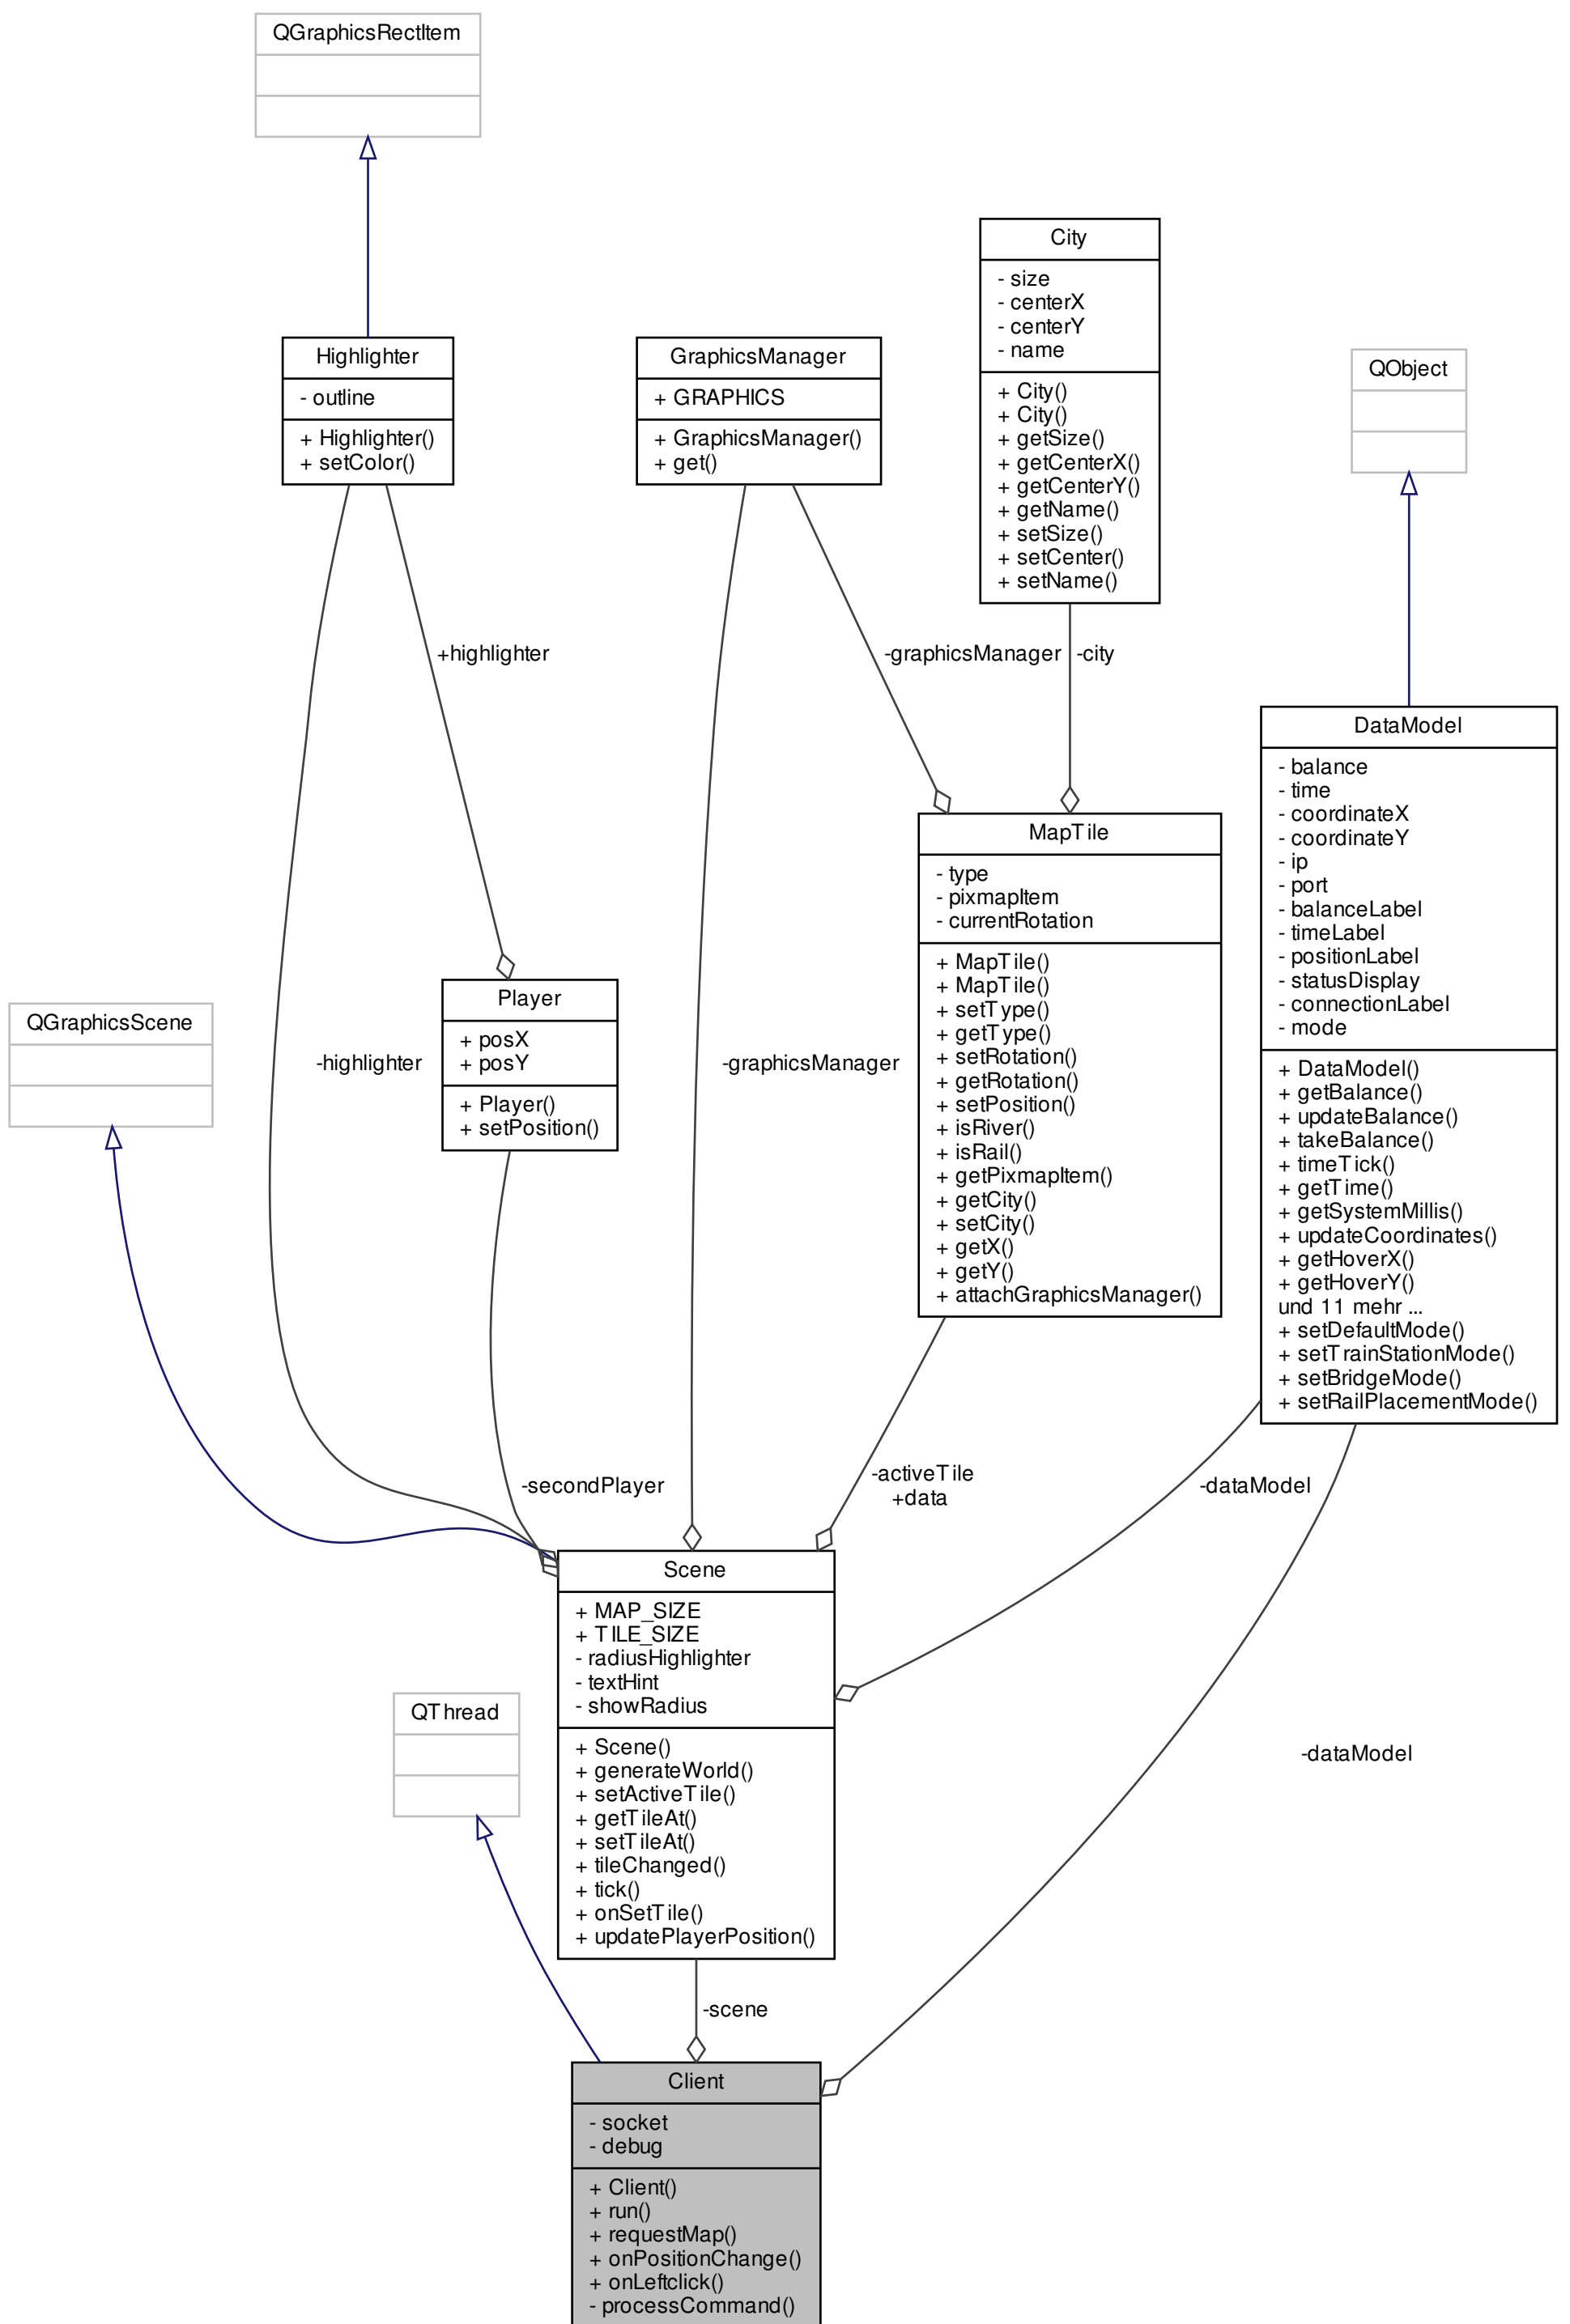 QGraphicsRectItem
City
- size
- centerX
- centerY
- name
+ City()
+ City()
+ getSize()
+ getCenterX()
+ getCenterY()
+ getName()
+ setSize()
+ setCenter()
+ setName()
Highlighter
- outline
+ Highlighter()
+ setColor()
GraphicsManager
+ GRAPHICS
+ GraphicsManager()
+ get()
QObject
+highlighter
-graphicsManager
-city
DataModel
- balance
- time
- coordinateX
- coordinateY
- ip
- port
- balanceLabel
- timeLabel
- positionLabel
- statusDisplay
- connectionLabel
- mode
+ DataModel()
+ getBalance()
+ updateBalance()
+ takeBalance()
+ timeTick()
+ getTime()
+ getSystemMillis()
+ updateCoordinates()
+ getHoverX()
+ getHoverY()
und 11 mehr ...
+ setDefaultMode()
+ setTrainStationMode()
+ setBridgeMode()
+ setRailPlacementMode()
MapTile
- type
- pixmapItem
- currentRotation
+ MapTile()
+ MapTile()
+ setType()
+ getType()
+ setRotation()
+ getRotation()
+ setPosition()
+ isRiver()
+ isRail()
+ getPixmapItem()
+ getCity()
+ setCity()
+ getX()
+ getY()
+ attachGraphicsManager()
Player
+ posX
+ posY
+ Player()
+ setPosition()
QGraphicsScene
-highlighter
-graphicsManager
-secondPlayer
-activeTile
+data
-dataModel
Scene
+ MAP_SIZE
+ TILE_SIZE
- radiusHighlighter
- textHint
- showRadius
+ Scene()
+ generateWorld()
+ setActiveTile()
+ getTileAt()
+ setTileAt()
+ tileChanged()
+ tick()
+ onSetTile()
+ updatePlayerPosition()
QThread
-dataModel
-scene
Client
- socket
- debug
+ Client()
+ run()
+ requestMap()
+ onPositionChange()
+ onLeftclick()
- processCommand()